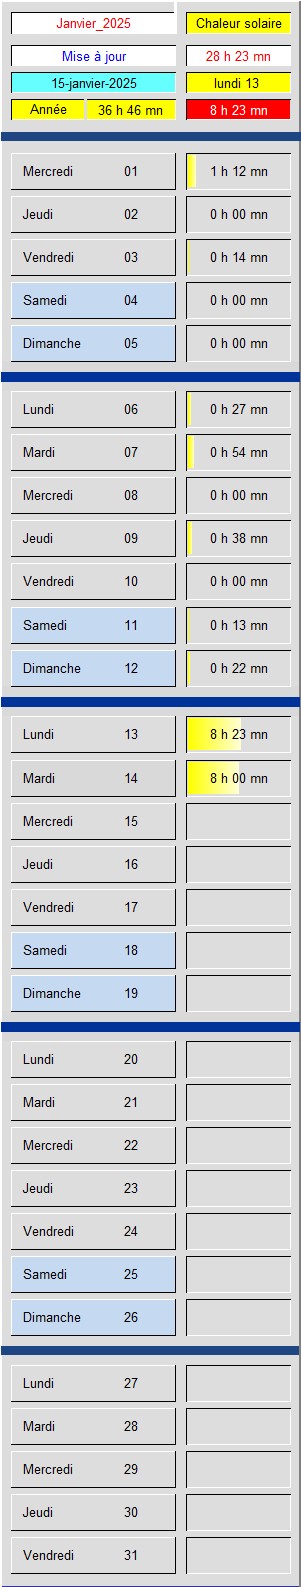 Janvier_2025 Chaleur solaire
Mise à jour 28 h 23 mn
15-janvier-2025 lundi 13
Année 36 h 46 mn 8 h 23 mn
Mercredi 01 1 h 12 mn
Jeudi 02 0 h 00 mn
Vendredi 03 0 h 14 mn
Samedi 04 0 h 00 mn
Dimanche 05 0 h 00 mn
Lundi 06 0 h 27 mn
Mardi 07 0 h 54 mn
Mercredi 08 0 h 00 mn
Jeudi 09 0 h 38 mn
Vendredi 10 0 h 00 mn
Samedi 11 0 h 13 mn
Dimanche 12 0 h 22 mn
Lundi 13 8 h 23 mn
Mardi 14 8 h 00 mn
Mercredi 15
Jeudi 16
Vendredi 17
Samedi 18
Dimanche 19
Lundi 20
Mardi 21
Mercredi 22
Jeudi 23
Vendredi 24
Samedi 25
Dimanche 26
Lundi 27
Mardi 28
Mercredi 29
Jeudi 30
Vendredi 31